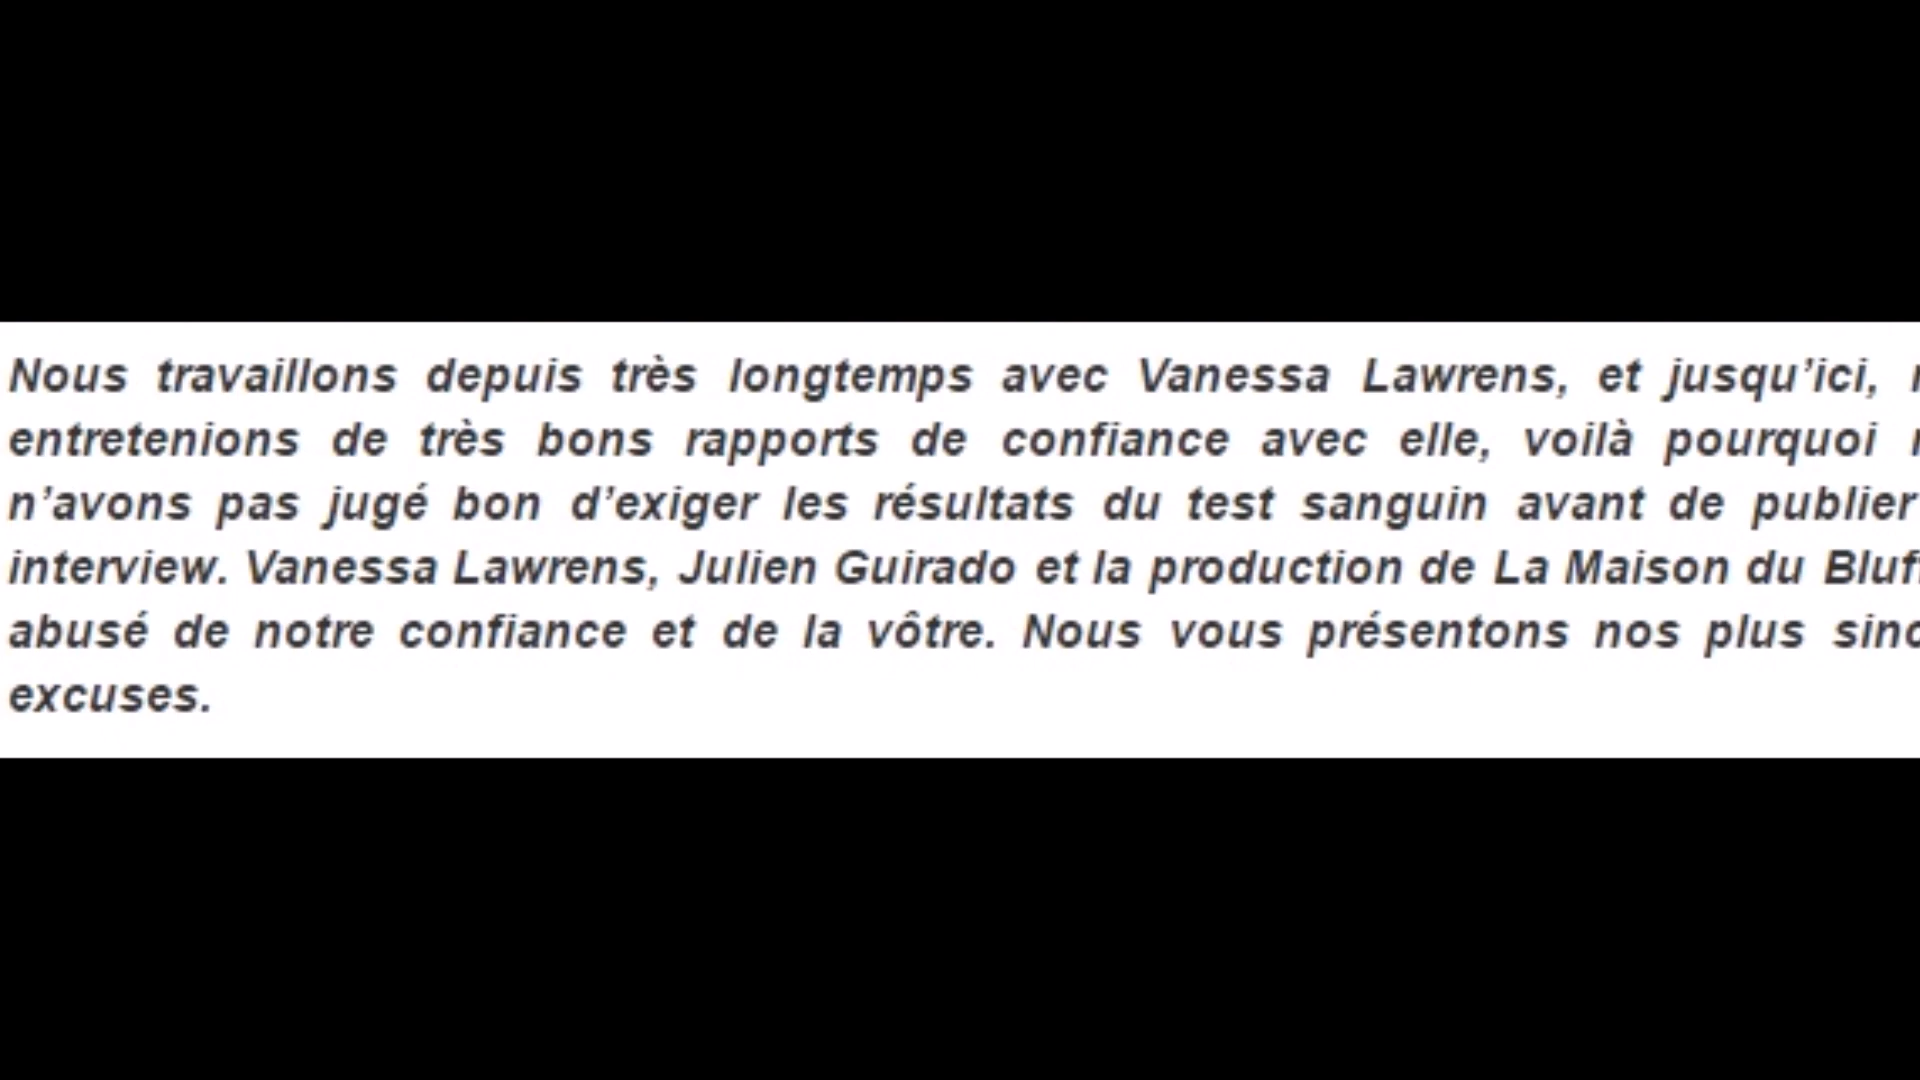 Nous travaillons depuis très longtemps avec Vanessa Lawrens, et jusqu’ici,
entretenions de très bons rapports de confiance avec elle, voilà pourquoi
n’avons pas jugé bon d’exiger les résultats du test sanguin avant de publier
interview. Vanessa Lawrens, Julien Guirado et la production de La Maison du
abusé de notre confiance et de la vôtre. Nous vous présentons nos plus
excuses.